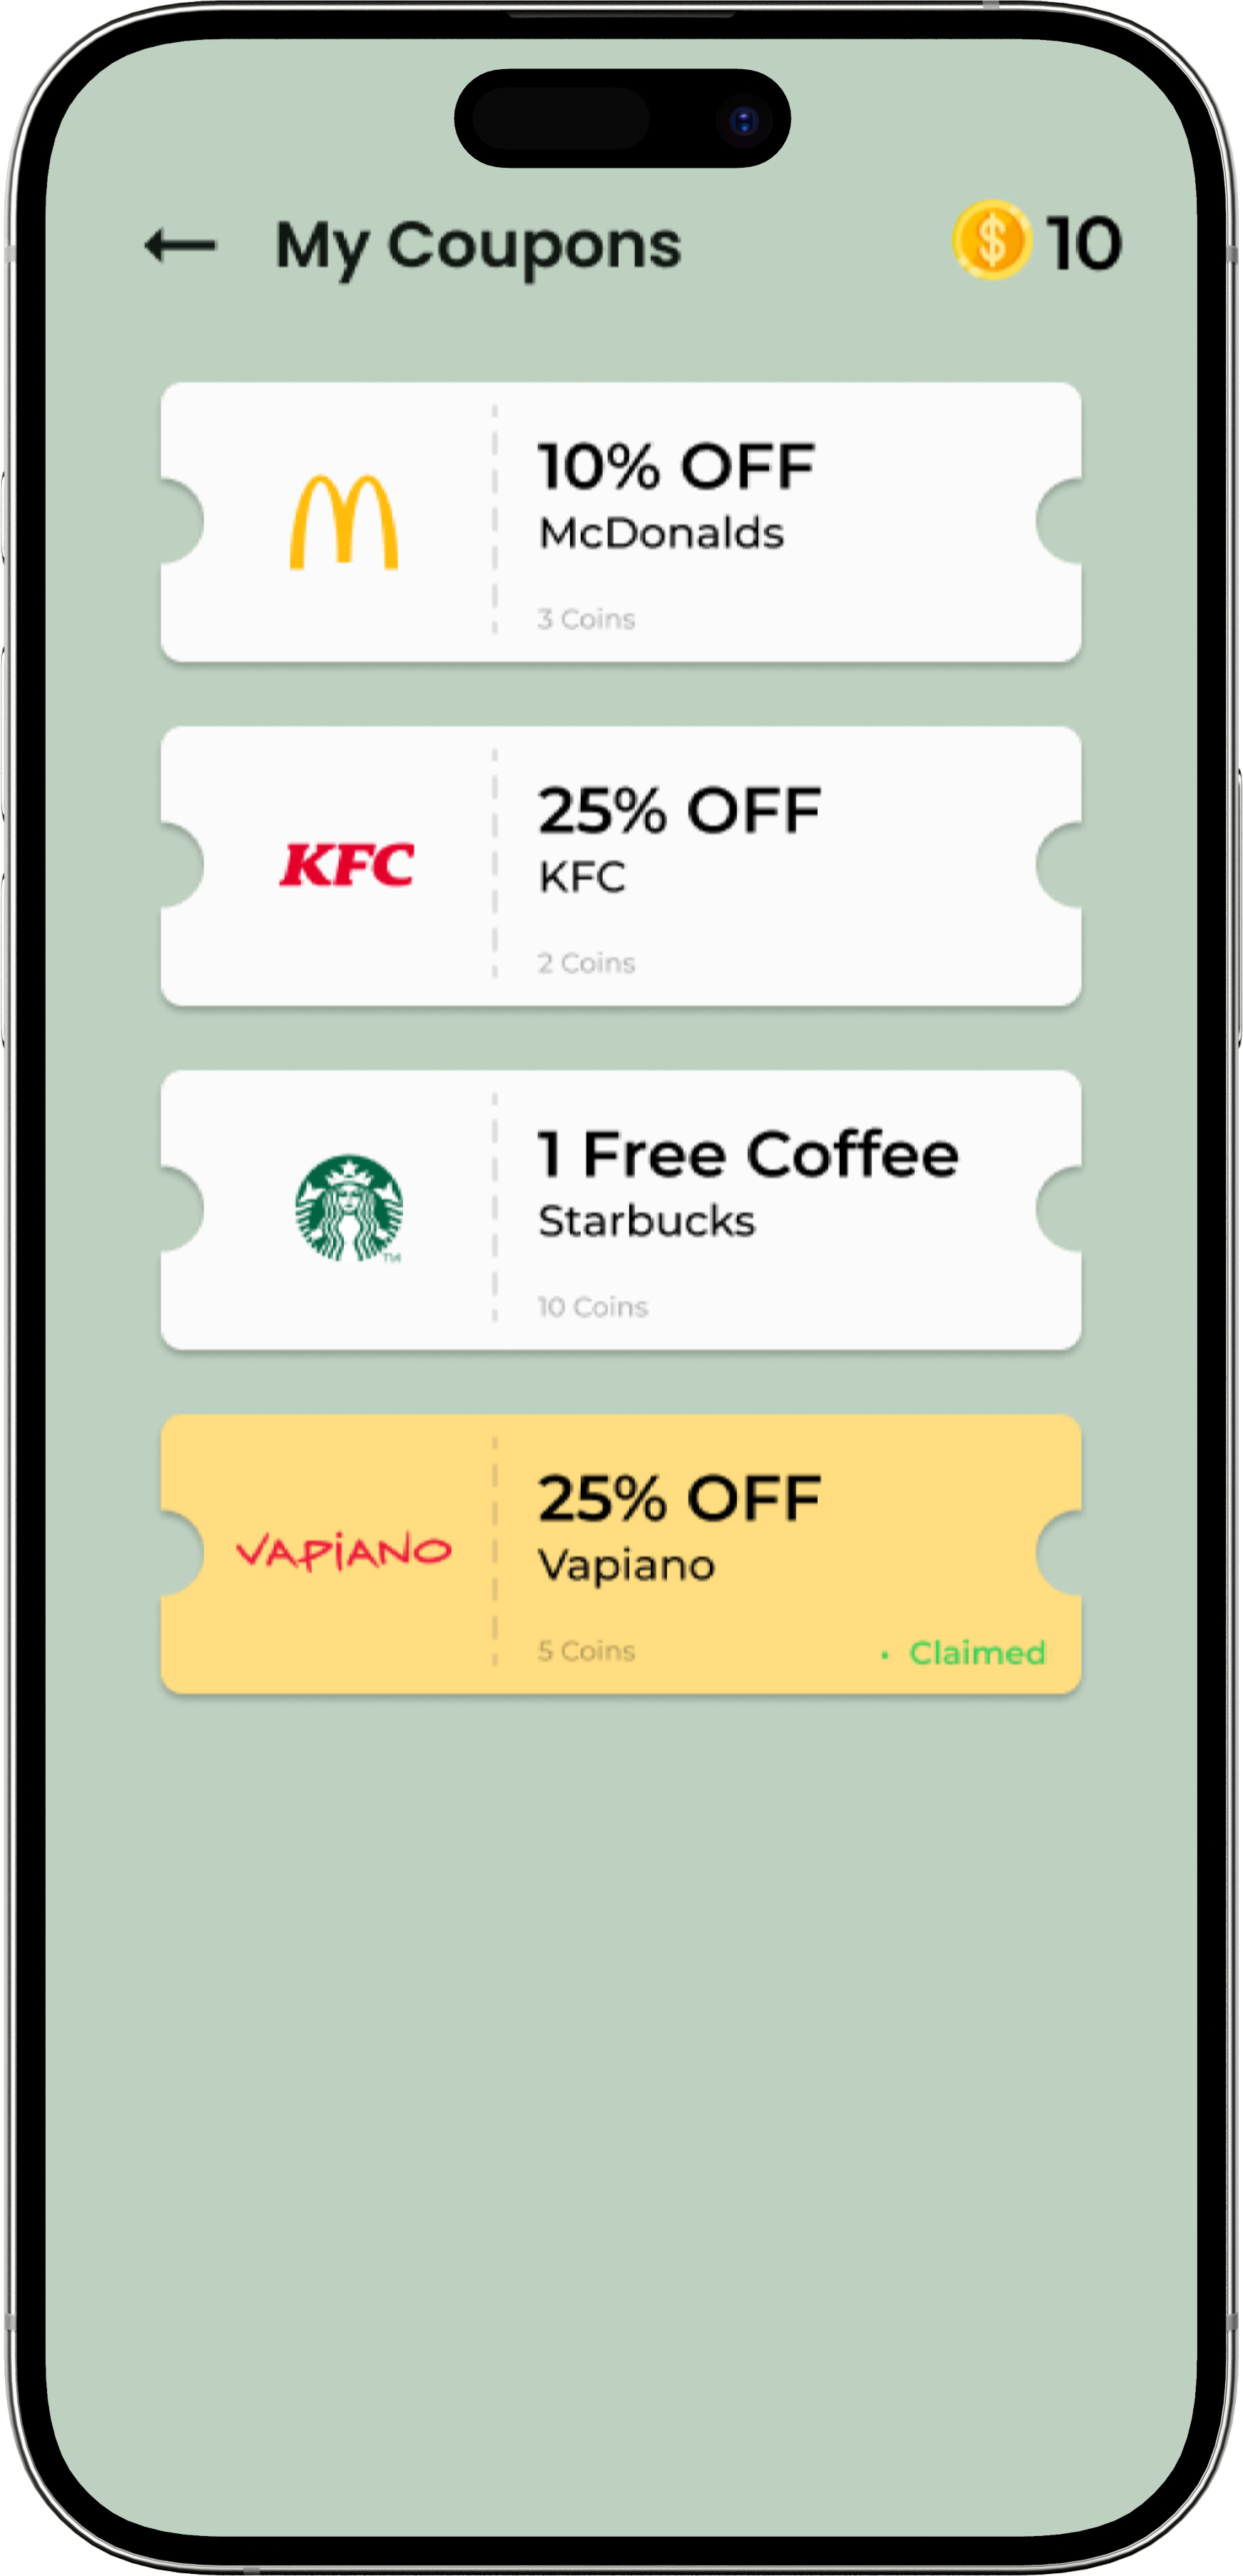 My Coupons
10
10% OFF
McDonalds
3 Coins
KFC
25% OFF
KFC
2 Coins
1 Free Coffee
Starbucks
10 Coins
TM
VAPiANO
25% OFF
Vapiano
5 Coins
• Claimed